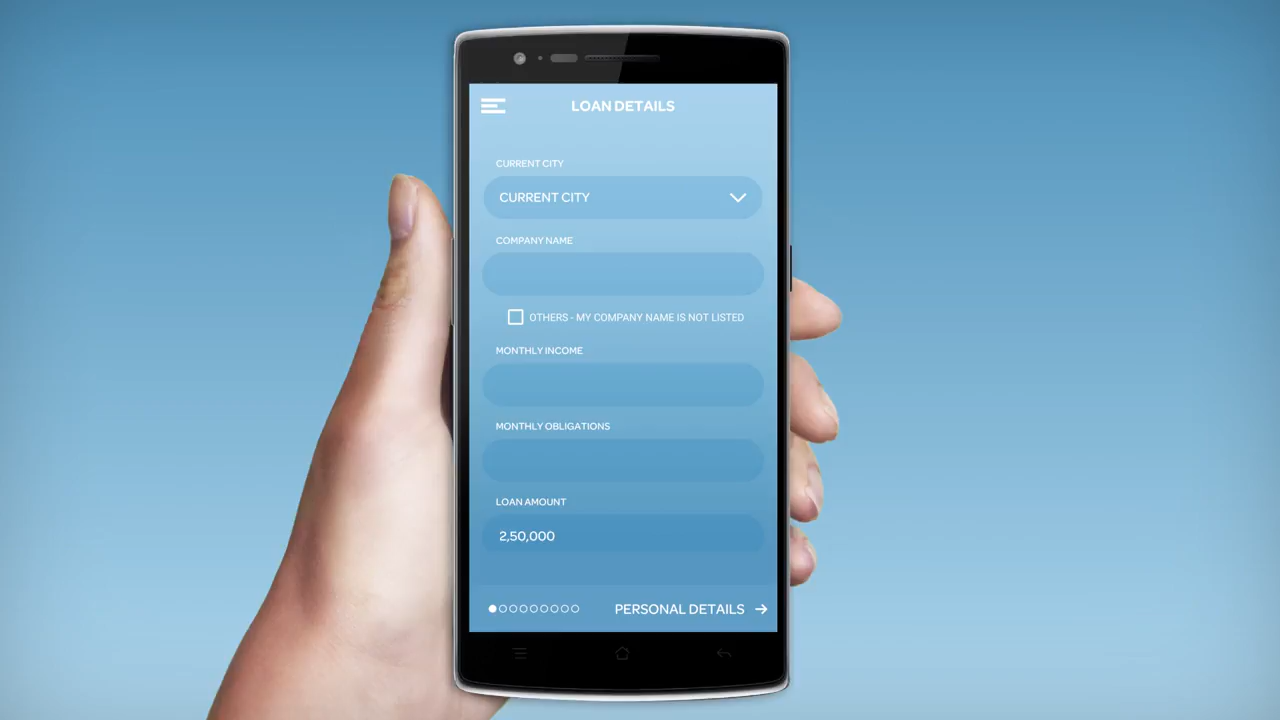 LOAN DETAILS
CURRENT CITY
CURRENT CITY
COMPANY NAME
OTHERS - MY COMPANY NAME IS NOT LISTED
MONTHLY INCOME
MONTHLY OBLIGATIONS
LOAN AMOUNT
2,50,000
PERSONAL DETAILS